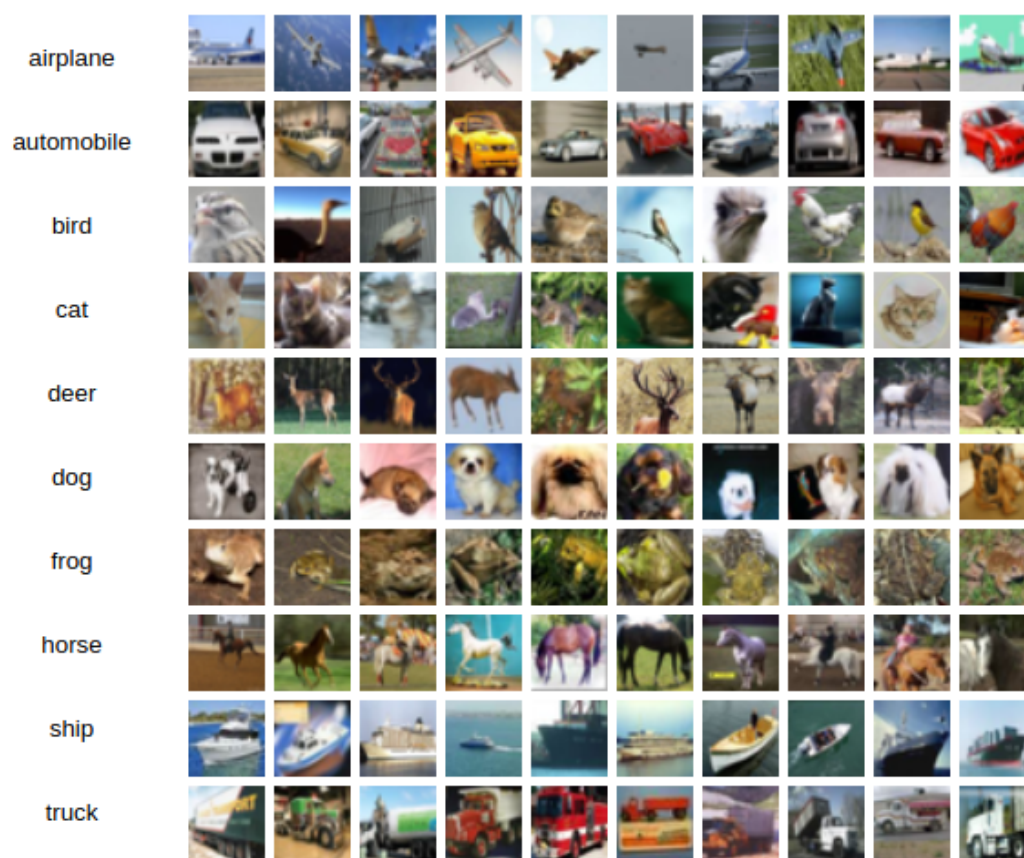 airplane
automobile
bird
cat
deer
dog
frog
horse
ship
truck